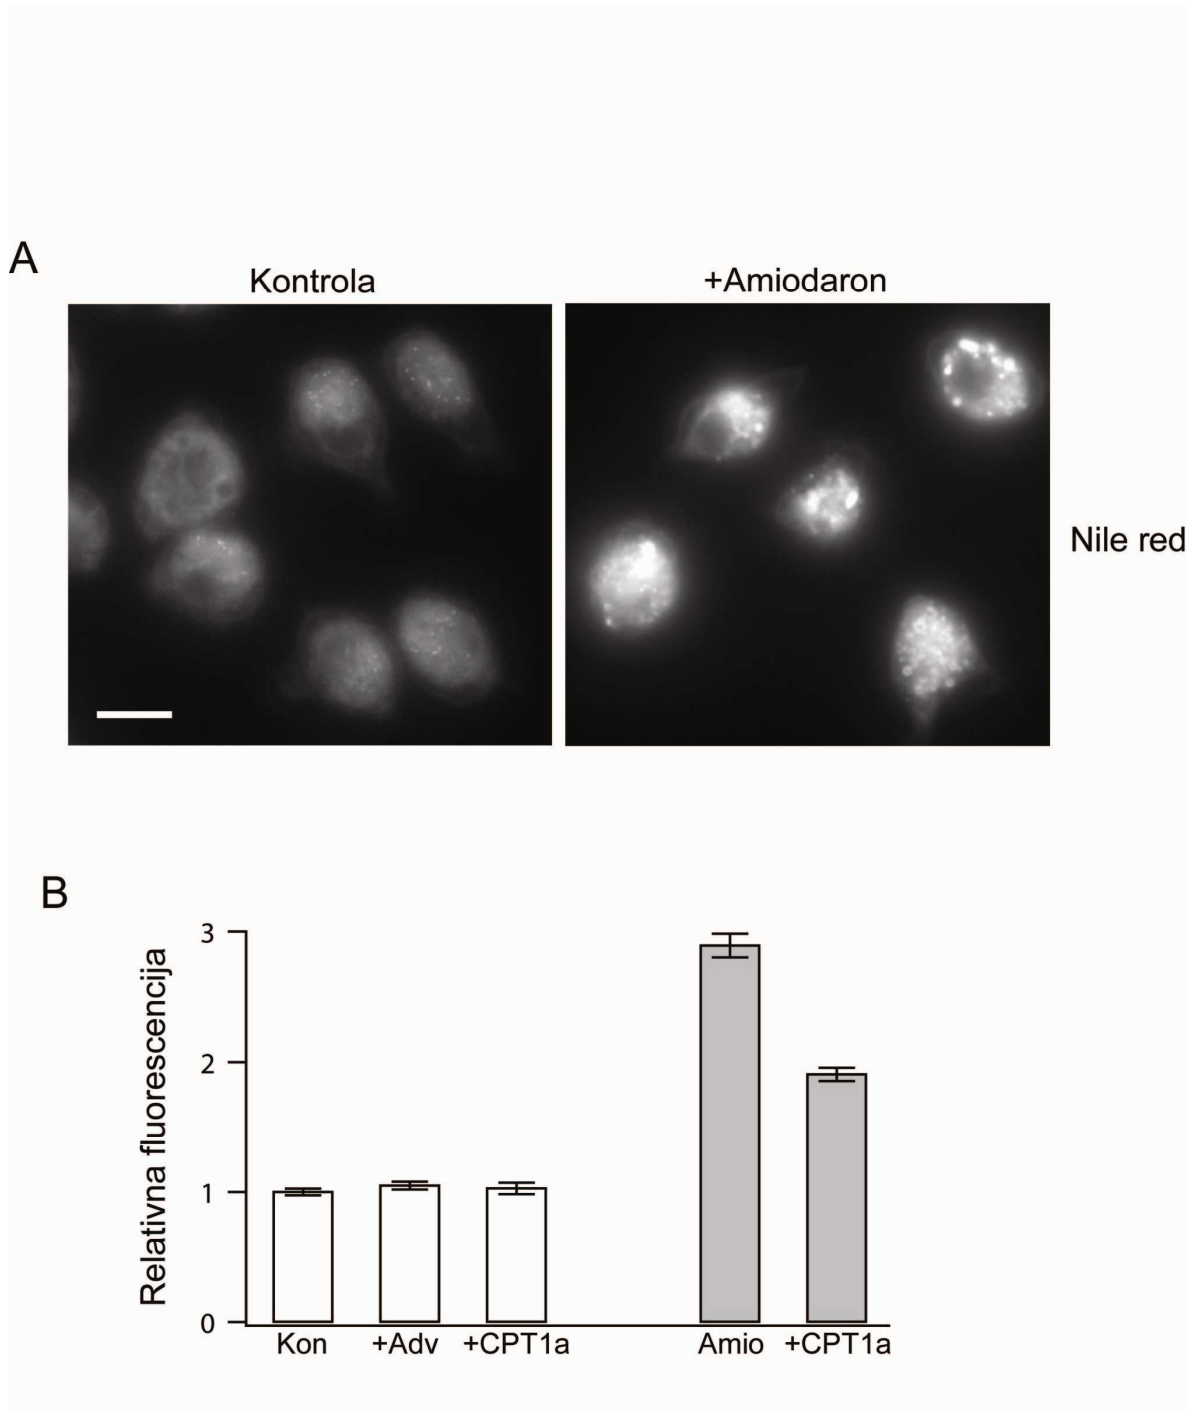 A
Kontrola
+Amiodaron
Nile red
B
Relativna fluorescencija
3
2
1
0
Kon +Adv +CPT1a Amio +CPT1a